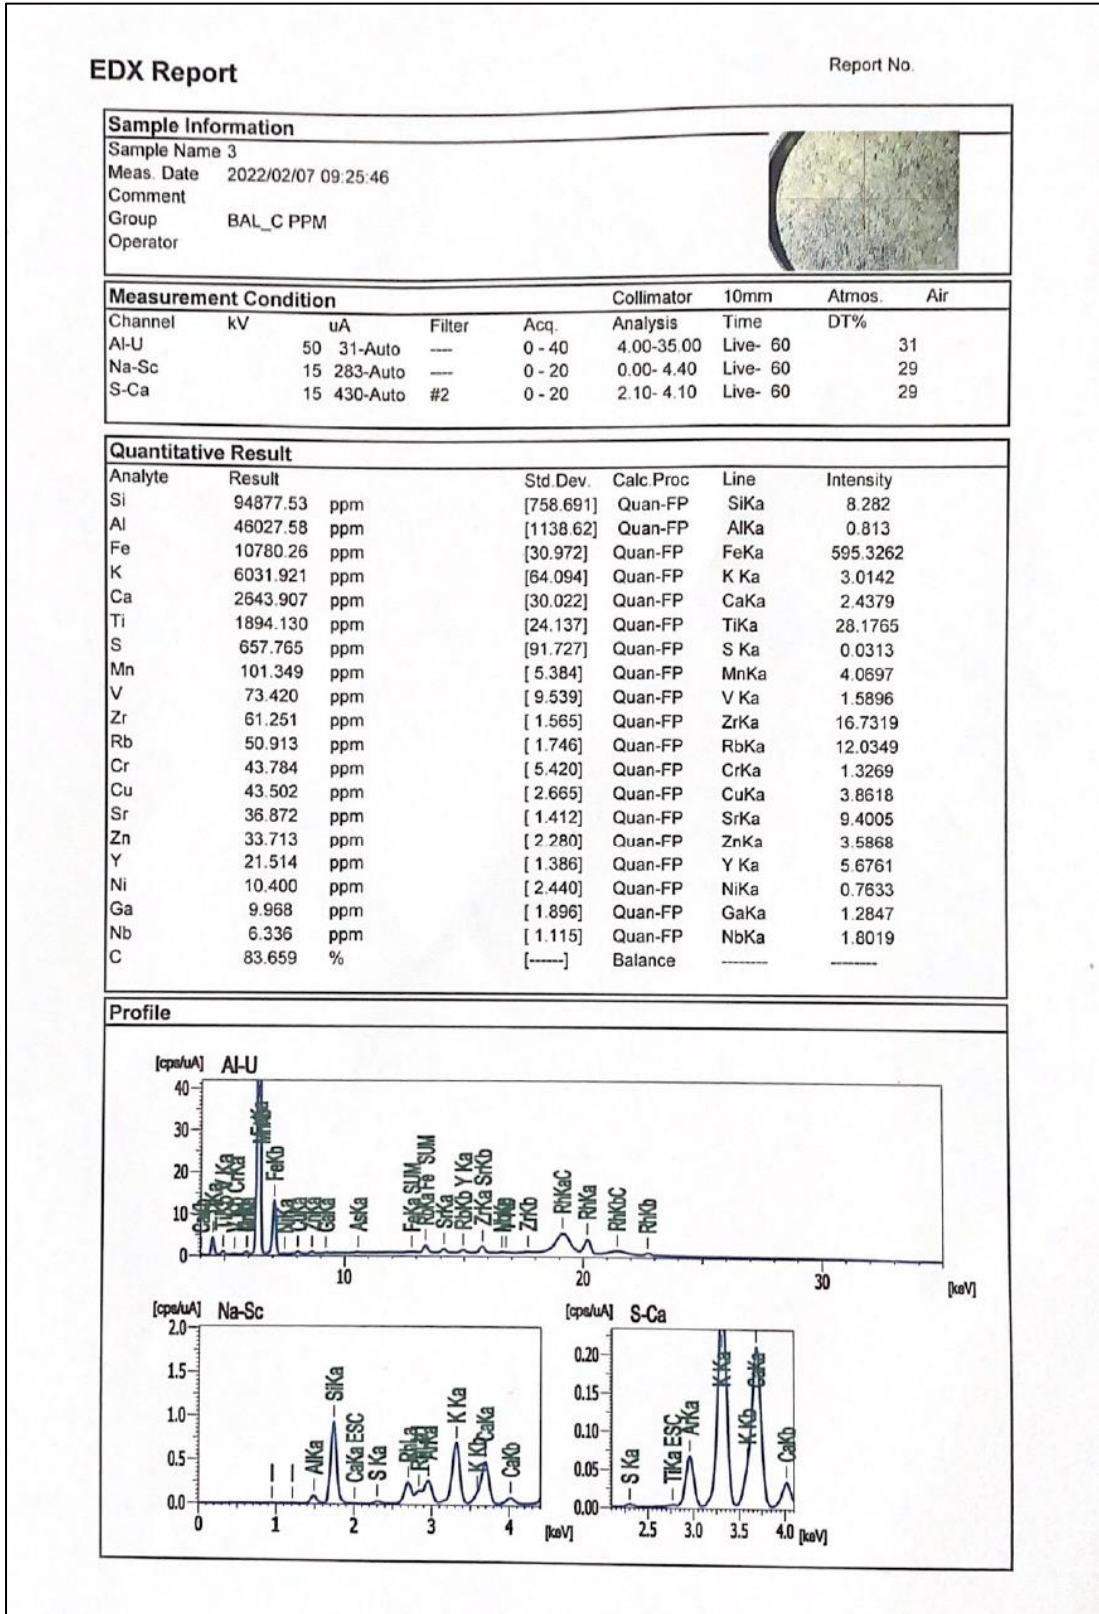 EDX Report
Report No.
Sample Information
Sample Name 3
Meas. Date 2022/02/07 09:25:46
Comment
Group BAL_C PPM
Operator
Measurement Condition Collimator 10mm Atmos. Air
Channel kV uA Filter Acq. Analysis Time DT%
Al-U 50 31-Auto ---- 0 - 40 4.00-35.00 Live- 60 31
Na-Sc 15 283-Auto ---- 0 - 20 0.00- 4.40 Live- 60 29
S-Ca 15 430-Auto #2 0 - 20 2.10- 4.10 Live- 60 29
Quantitative Result
Analyte Result Std.Dev. Calc.Proc Line Intensity
Si 94877.53 ppm [758.691] Quan-FP SiKa 8.282
Al 46027.58 ppm [1138.62] Quan-FP AlKa 0.813
Fe 10780.26 ppm [30.972] Quan-FP FeKa 595.3262
K 6031.921 ppm [64.094] Quan-FP K Ka 3.0142
Ca 2643.907 ppm [30.022] Quan-FP CaKa 2.4379
Ti 1894.130 ppm [24.137] Quan-FP TiKa 28.1765
S 657.765 ppm [91.727] Quan-FP S Ka 0.0313
Mn 101.349 ppm [ 5.384] Quan-FP MnKa 4.0697
V 73.420 ppm [ 9.539] Quan-FP V Ka 1.5896
Zr 61.251 ppm [ 1.565] Quan-FP ZrKa 16.7319
Rb 50.913 ppm [ 1.746] Quan-FP RbKa 12.0349
Cr 43.784 ppm [ 5.420] Quan-FP CrKa 1.3269
Cu 43.502 ppm [ 2.665] Quan-FP CuKa 3.8618
Sr 36.872 ppm [ 1.412] Quan-FP SrKa 9.4005
Zn 33.713 ppm [ 2.280] Quan-FP ZnKa 3.5868
Y 21.514 ppm [ 1.386] Quan-FP Y Ka 5.6761
Ni 10.400 ppm [ 2.440] Quan-FP NiKa 0.7633
Ga 9.968 ppm [ 1.896] Quan-FP GaKa 1.2847
Nb 6.336 ppm [ 1.115] Quan-FP NbKa 1.8019
C 83.659 % [------] Balance -------- --------
Profile
[cps/uA] Al-U
40
30
20
10
0
FeKb
NiKa
CuKa
ZnKa
GaKa
AsKa
FeKa SUM
RbKa Fe SUM
SrKa
RbKb Y Ka
ZrKa SrKb
ZrKb
RhKaC
RhKa
RhKbC
RhKb
10 20 30 [keV]
[cps/uA] Na-Sc
2.0
1.5
1.0
0.5
0.0
AlKa
SiKa
CaKa ESC
S Ka
RhLa
K Ka
K Kb
CaKa
CaKb
0 1 2 3 4 [keV]
[cps/uA] S-Ca
0.20
0.15
0.10
0.05
0.00
S Ka
TiKa ESC
ArKa
K Ka
K Kb
CaKa
CaKb
2.5 3.0 3.5 4.0 [keV]